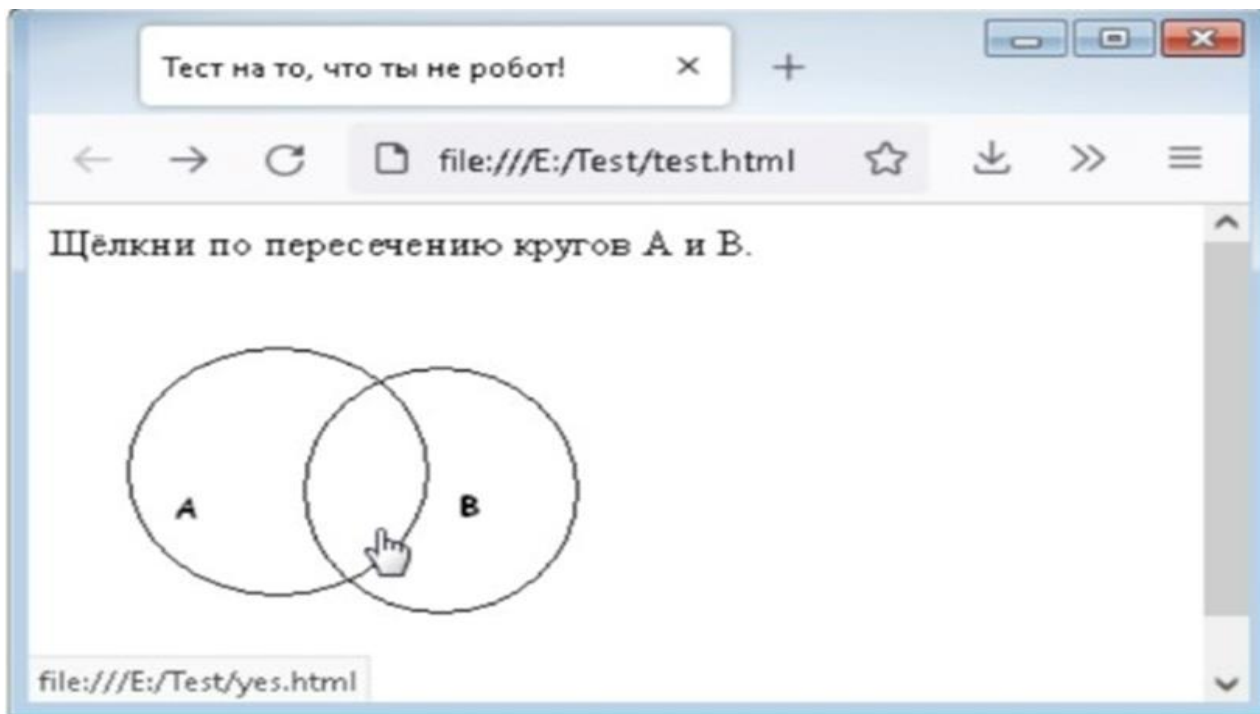 Тест на то, что ты не робот!
file:///E:/Test/test.html
Щёлкни по пересечению кругов А и В.
A
B
file:///E:/Test/yes.html